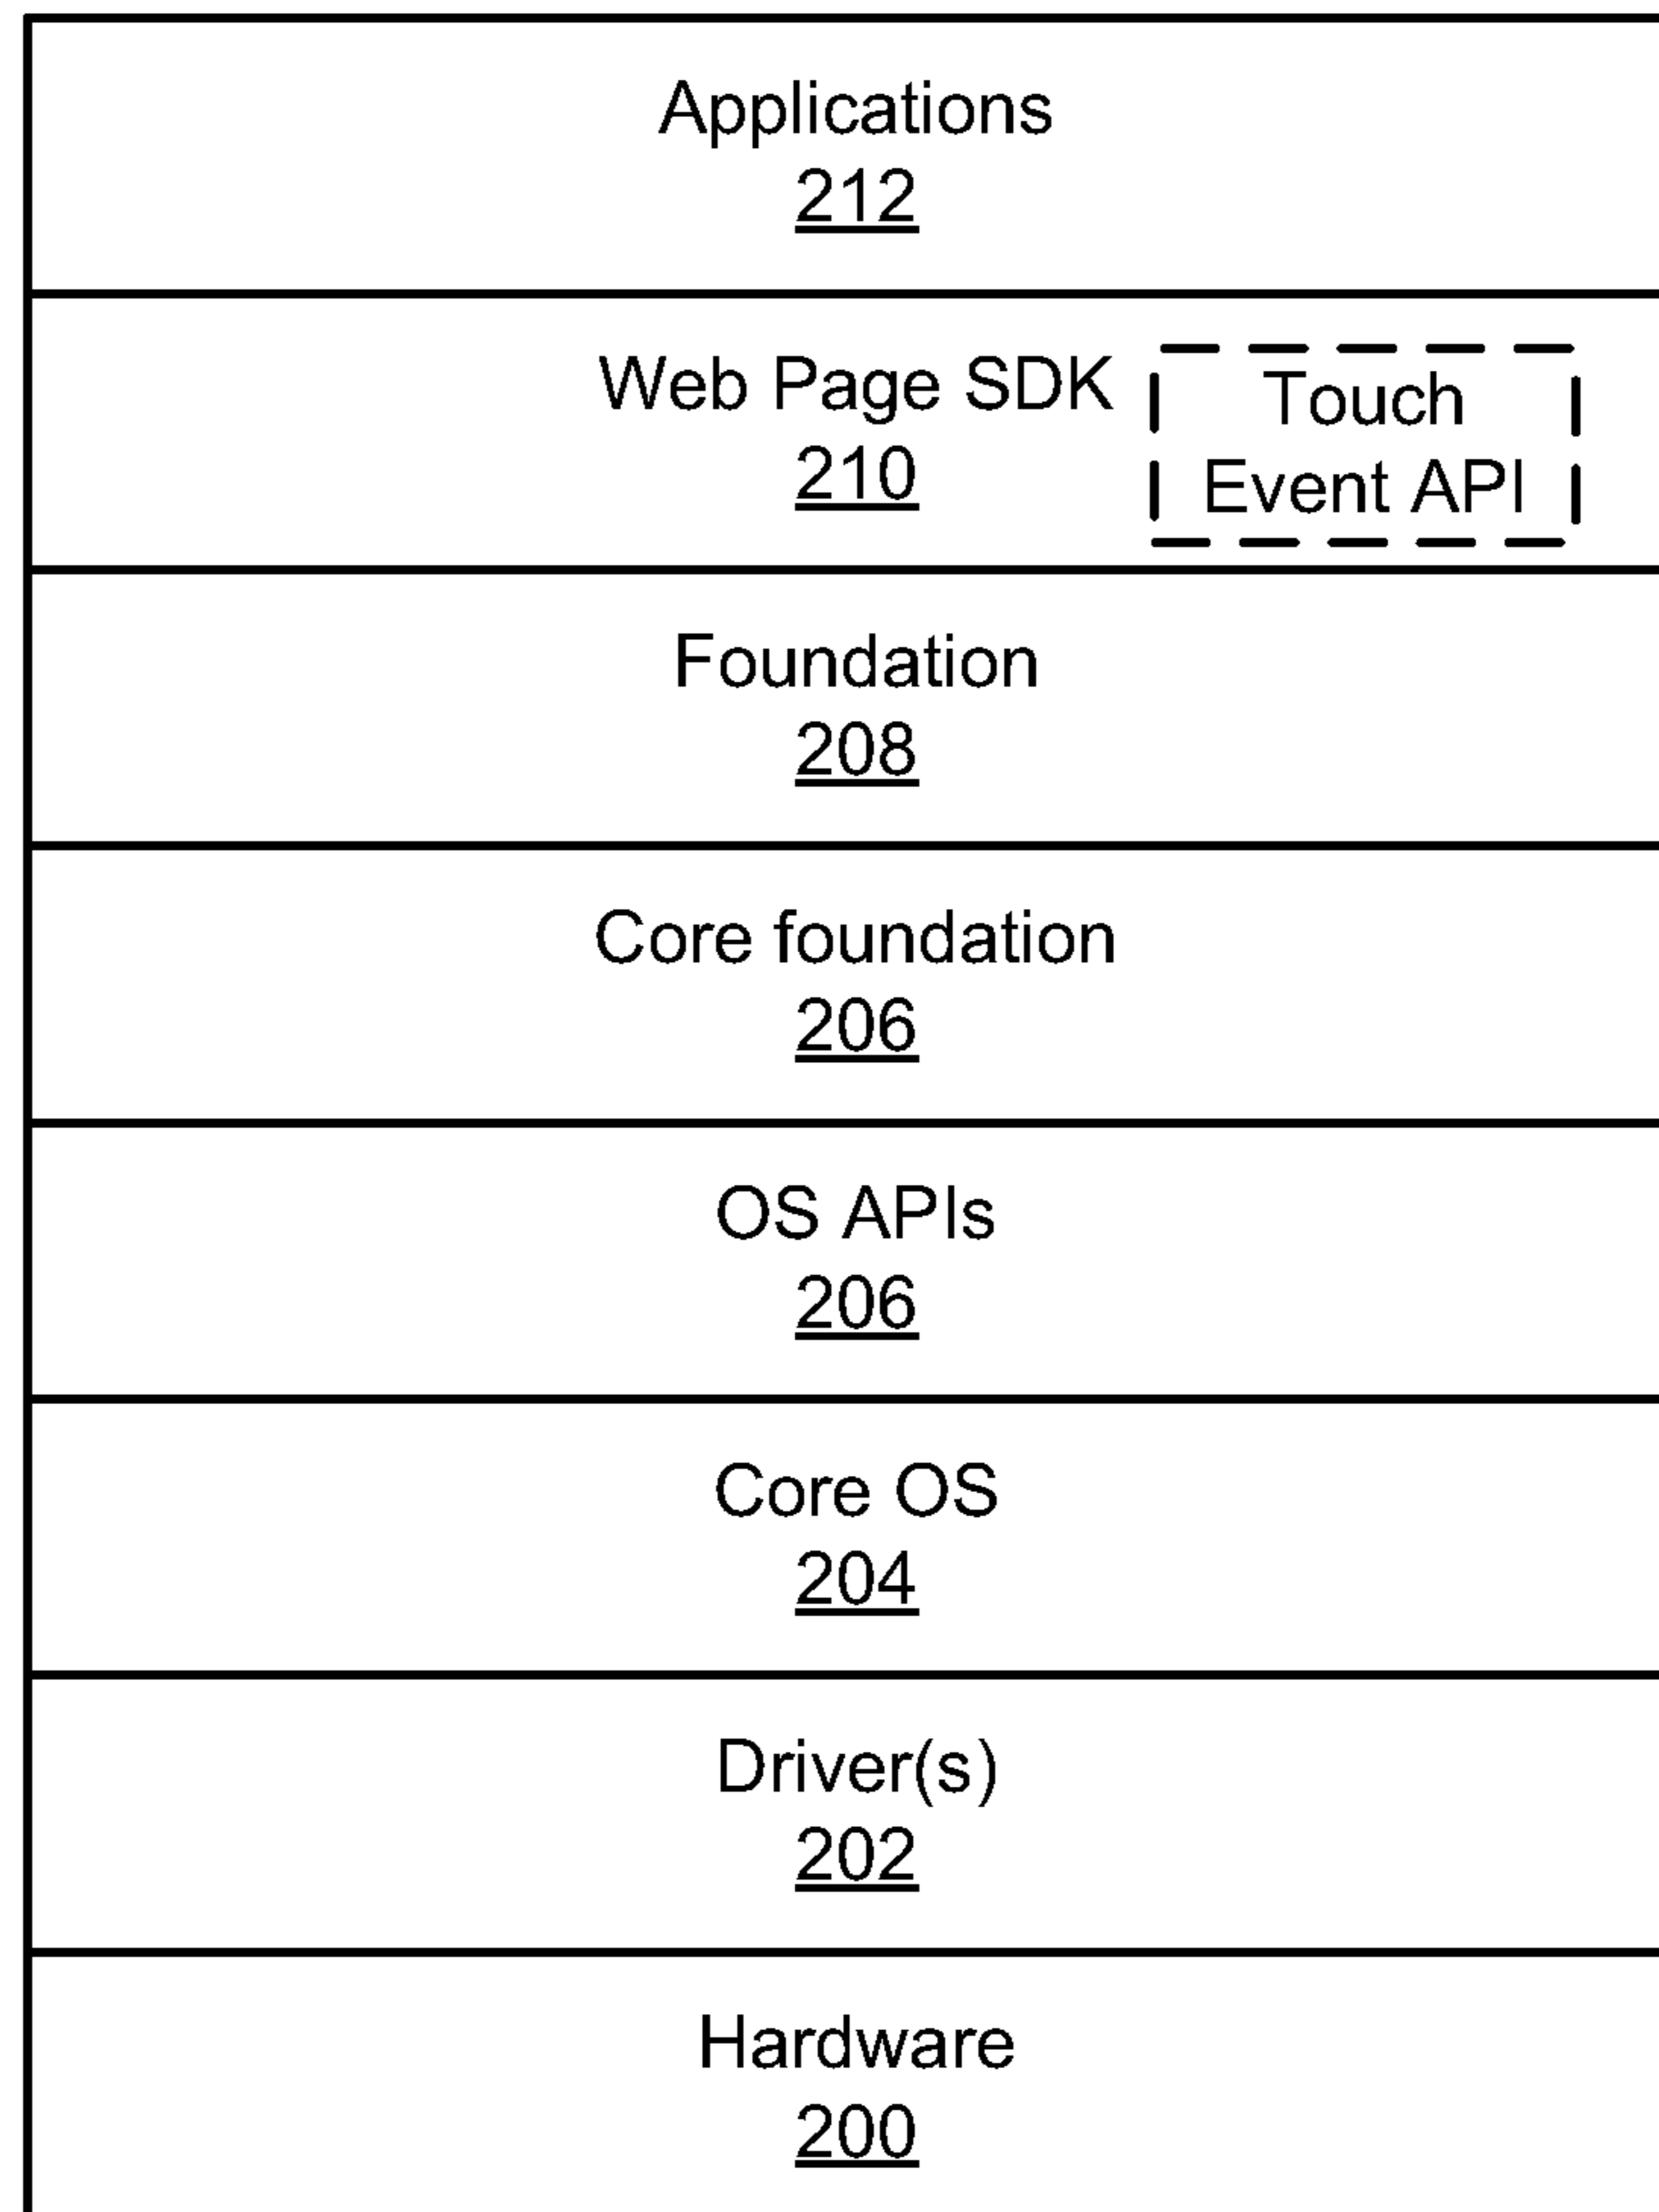 Applications
212
Web Page SDK
210
Touch
Event API
Foundation
208
Core foundation
206
OS APIs
206
Core OS
204
Driver(s)
202
Hardware
200